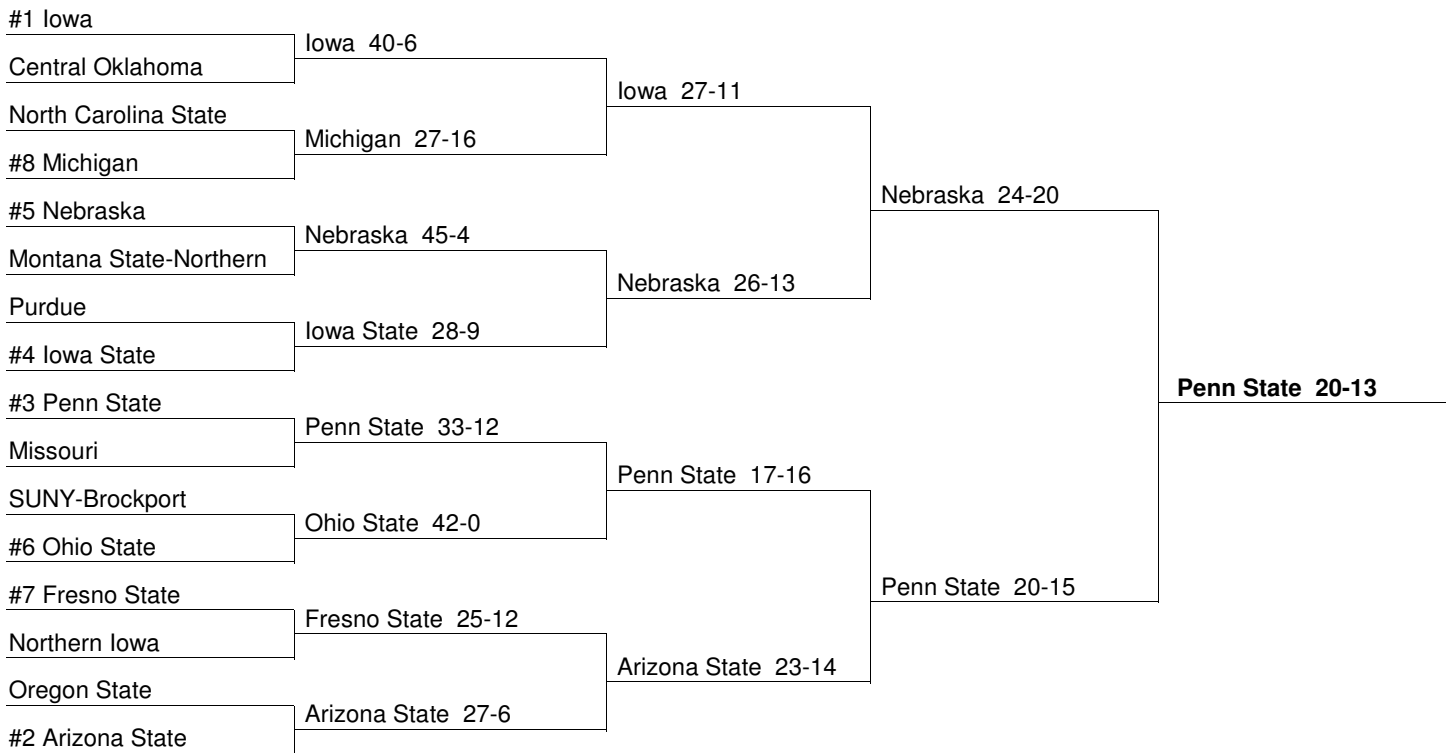 #1 Iowa
Central Oklahoma
North Carolina State
#8 Michigan
#5 Nebraska
Montana State-Northern
Purdue
#4 Iowa State
#3 Penn State
Missouri
SUNY-Brockport
#6 Ohio State
#7 Fresno State
Northern Iowa
Oregon State
#2 Arizona State
Iowa 40-6
Michigan 27-16
Nebraska 45-4
Iowa State 28-9
Penn State 33-12
Ohio State 42-0
Fresno State 25-12
Arizona State 27-6
Iowa 27-11
Nebraska 26-13
Penn State 17-16
Arizona State 23-14
Nebraska 24-20
Penn State 20-15
Penn State 20-13